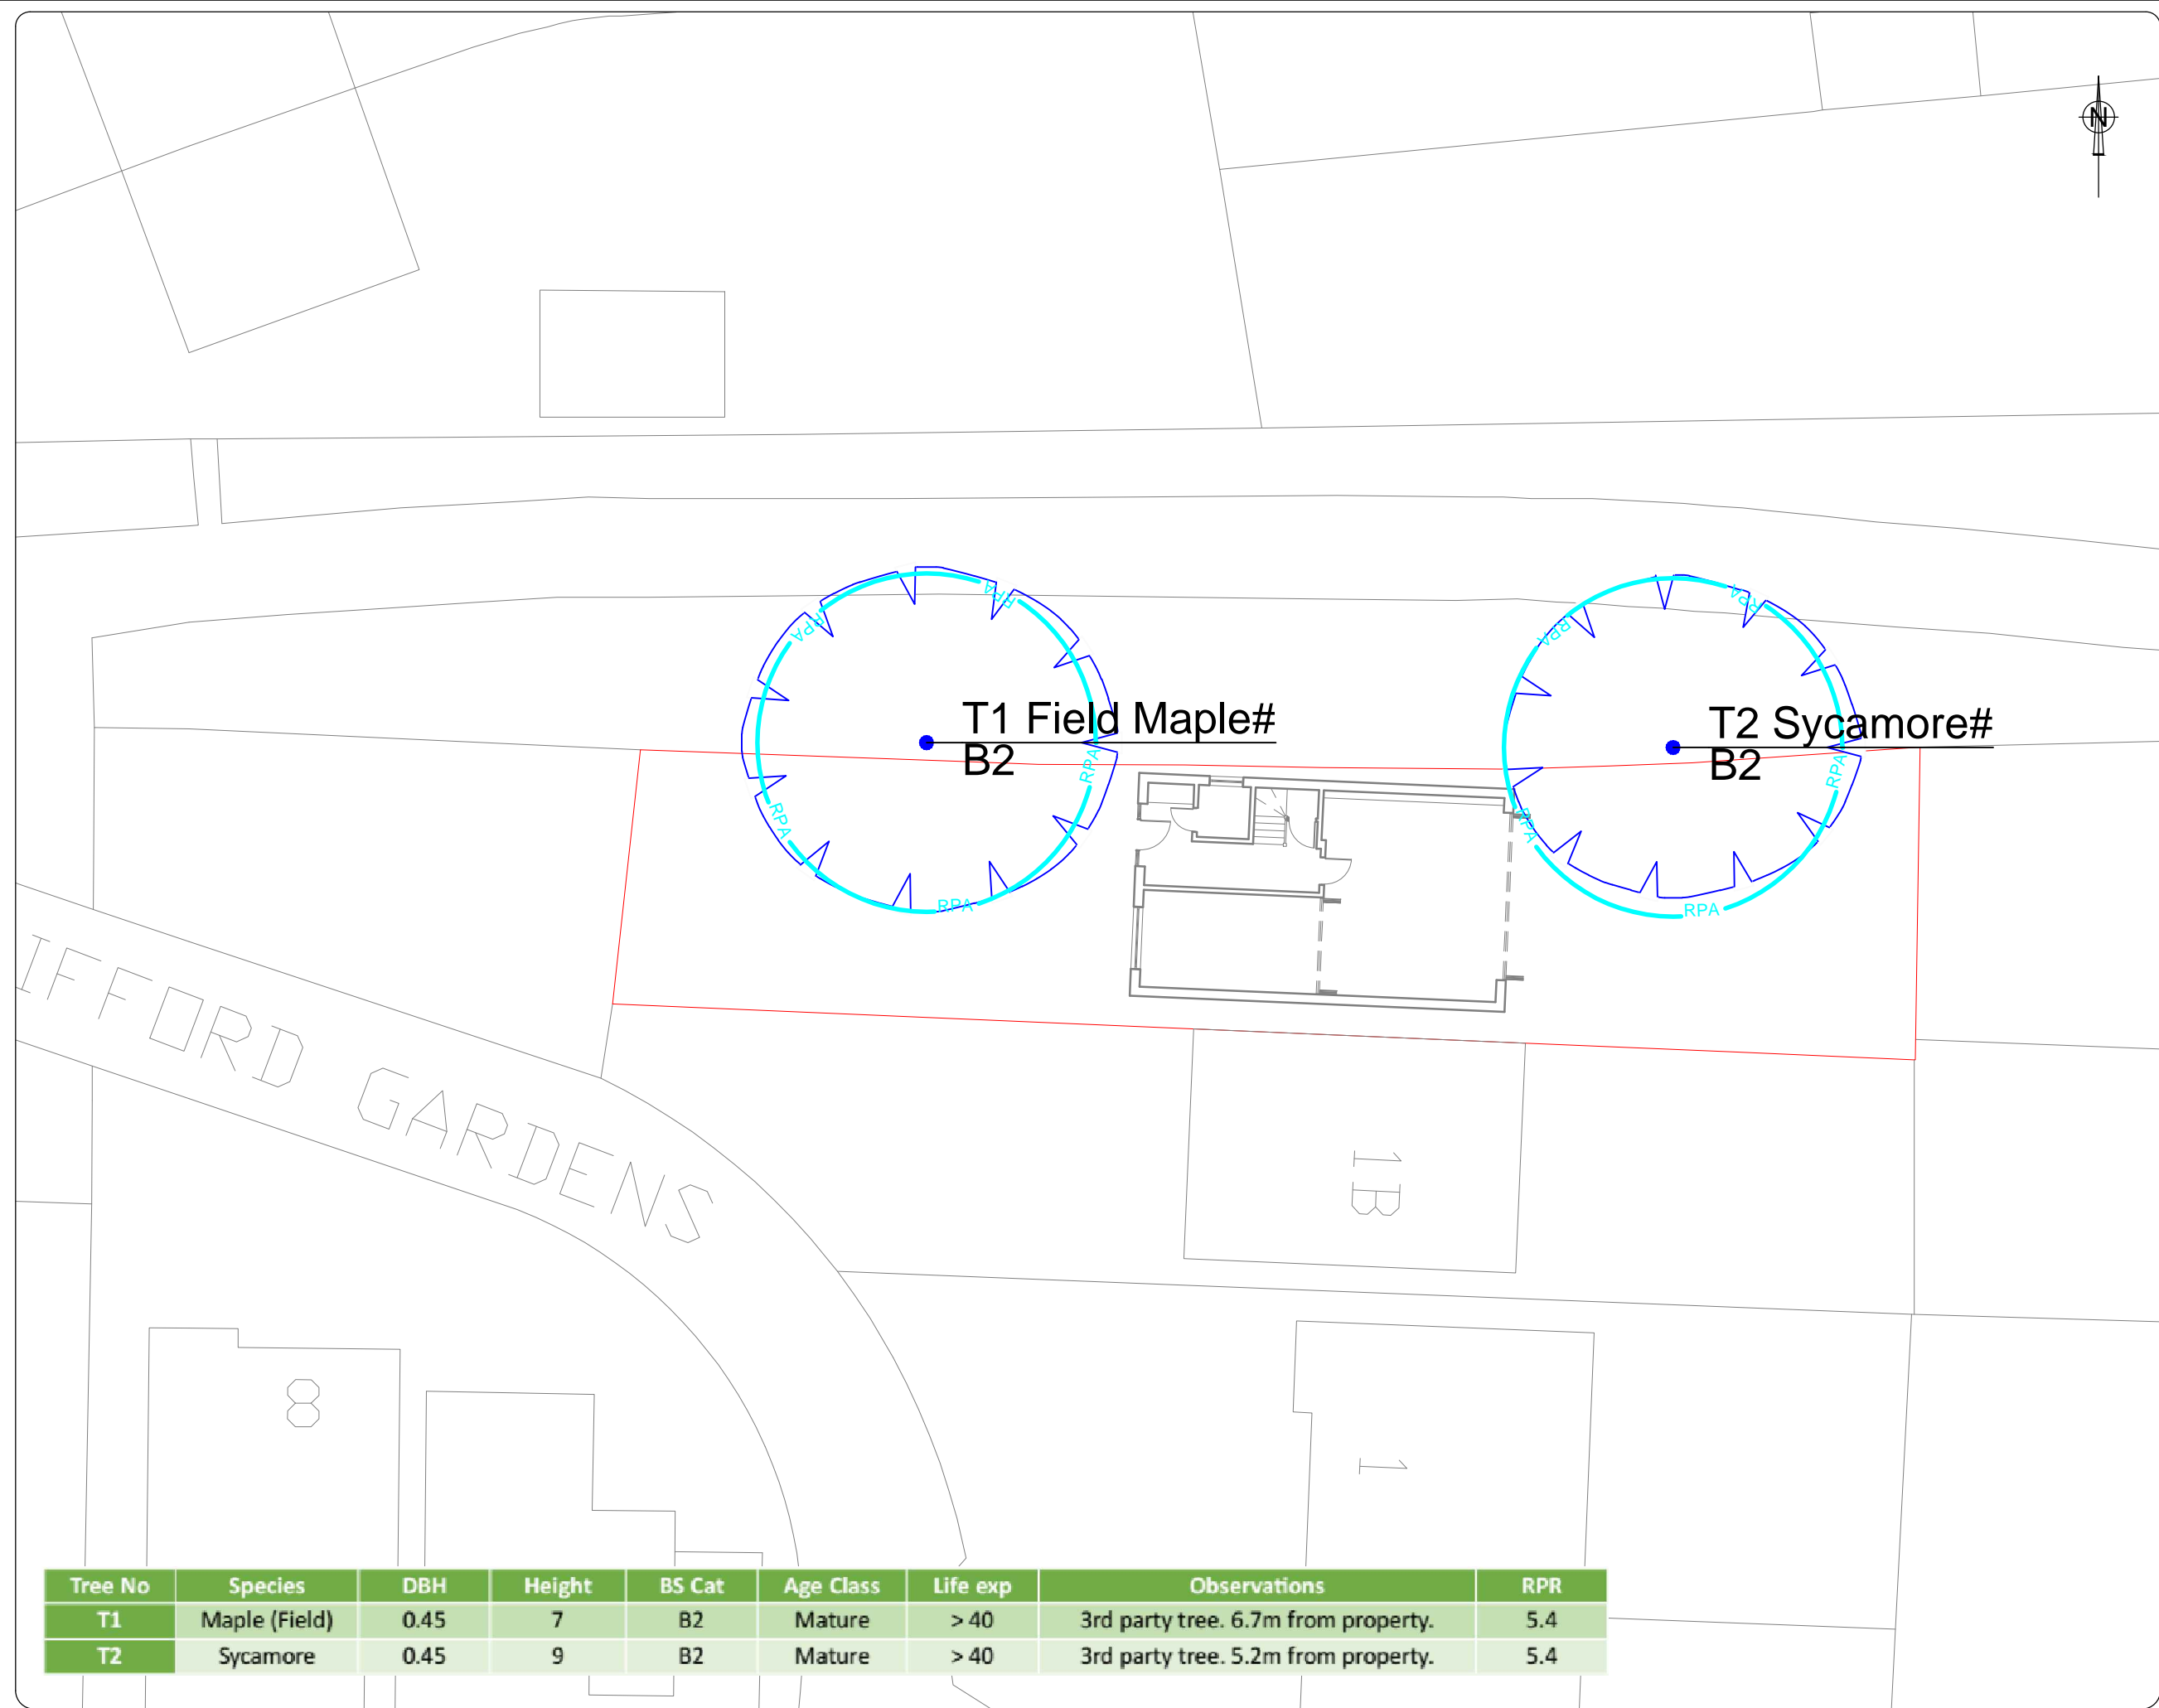 N
RPA
RPA
RPA
RPA
T1 Field Maple#
T2 Sycamore#
B2
B2
RPA
RPA
RPA
RPA
RPA
RPA
IFFORD GARDENS
1B
8
1
Tree No Species DBH Height BS Cat Age Class Life exp Observations RPR
T1 Maple (Field) 0.45 7 B2 Mature > 40 3rd party tree. 6.7m from property. 5.4
T2 Sycamore 0.45 9 B2 Mature > 40 3rd party tree. 5.2m from property. 5.4